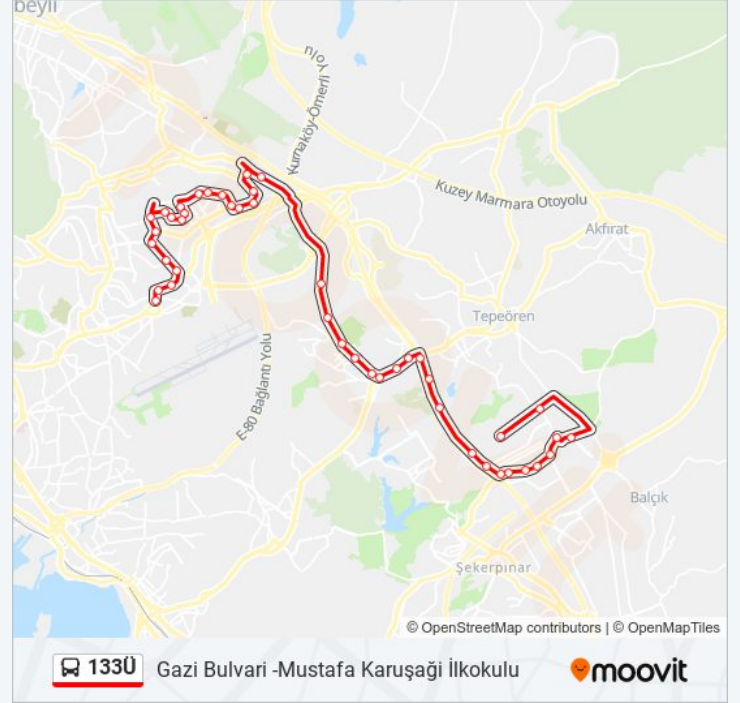 beyli
Yolu
Yumaköy-Ömerli
Kuzey Marmara Otoyolu
Akfırat
Tepeören
E-80 Bağlantı Yolu
Balçık
Şekerpınar
© OpenStreetMap contributors | © OpenMapTiles
133Ü Gazi Bulvari -Mustafa Karuşaği İlkokulu moovit